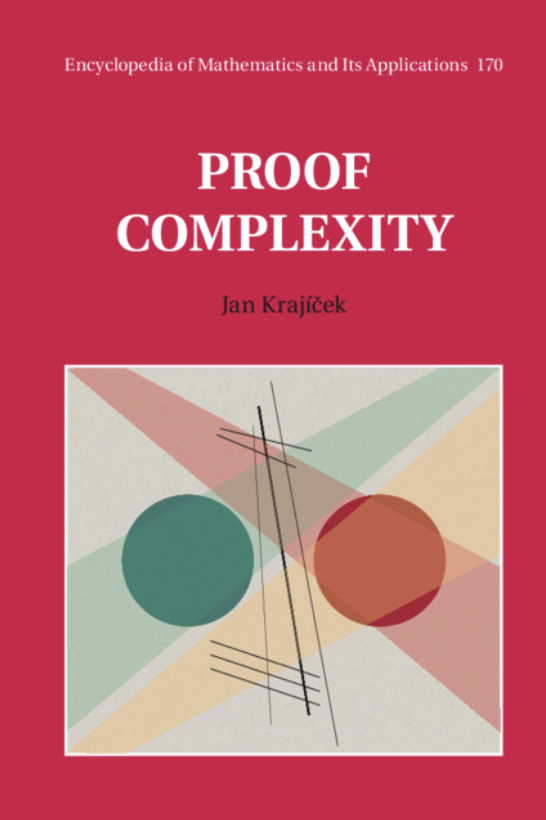 Encyclopedia of Mathematics and Its Applications 170
PROOF
COMPLEXITY
Jan Krajíček